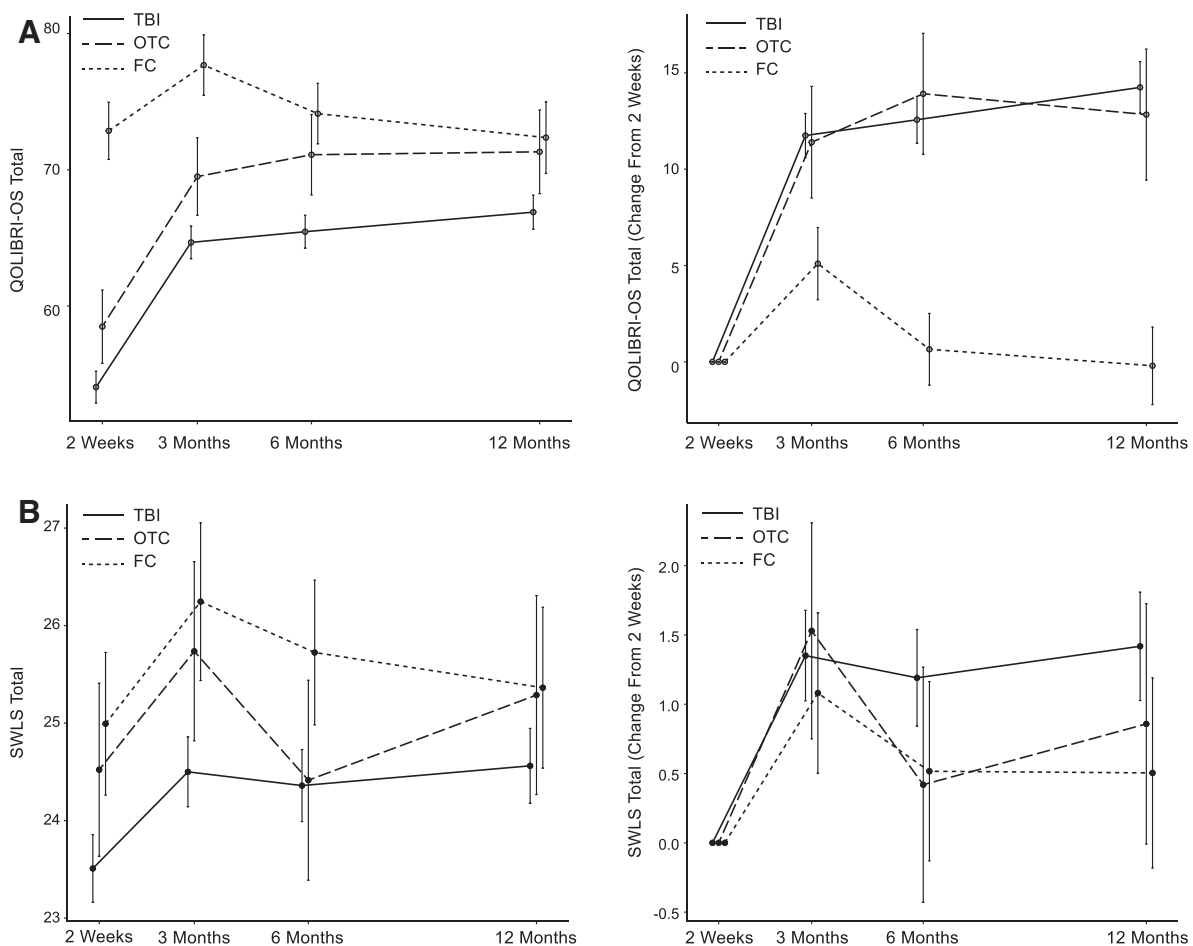 A
QOLIBRI-OS Total
80
70
60
TBI
OTC
FC
2 Weeks 3 Months 6 Months 12 Months
QOLIBRI-OS Total (Change From 2 Weeks)
15
10
5
0
TBI
OTC
FC
2 Weeks 3 Months 6 Months 12 Months
B
SWLS Total
27
26
25
24
23
TBI
OTC
FC
2 Weeks 3 Months 6 Months 12 Months
SWLS Total (Change From 2 Weeks)
2.0
1.5
1.0
0.5
0.0
-0.5
TBI
OTC
FC
2 Weeks 3 Months 6 Months 12 Months